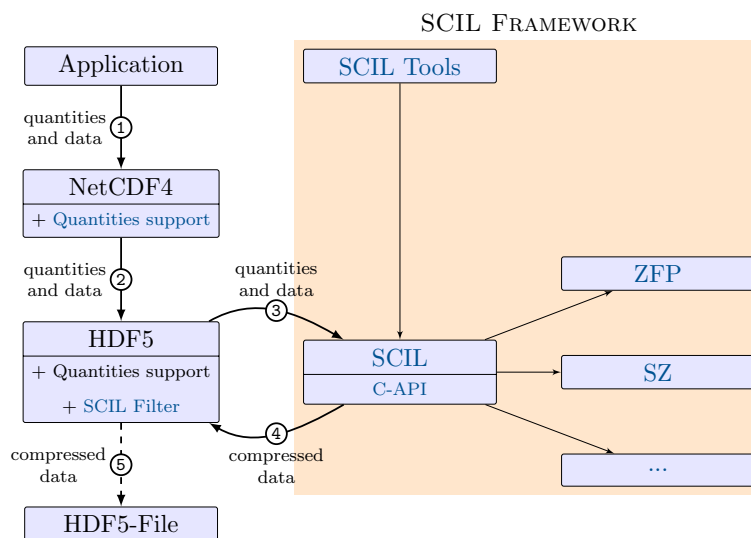 SCIL FRAMEWORK
Application
SCIL Tools
quantities
and data
1
NetCDF4
+ Quantities support
quantities
and data
2
quantities
and data
3
ZFP
HDF5
+ Quantities support
+ SCIL Filter
SCIL
C-API
SZ
4
compressed
data
compressed
data
5
...
HDF5-File